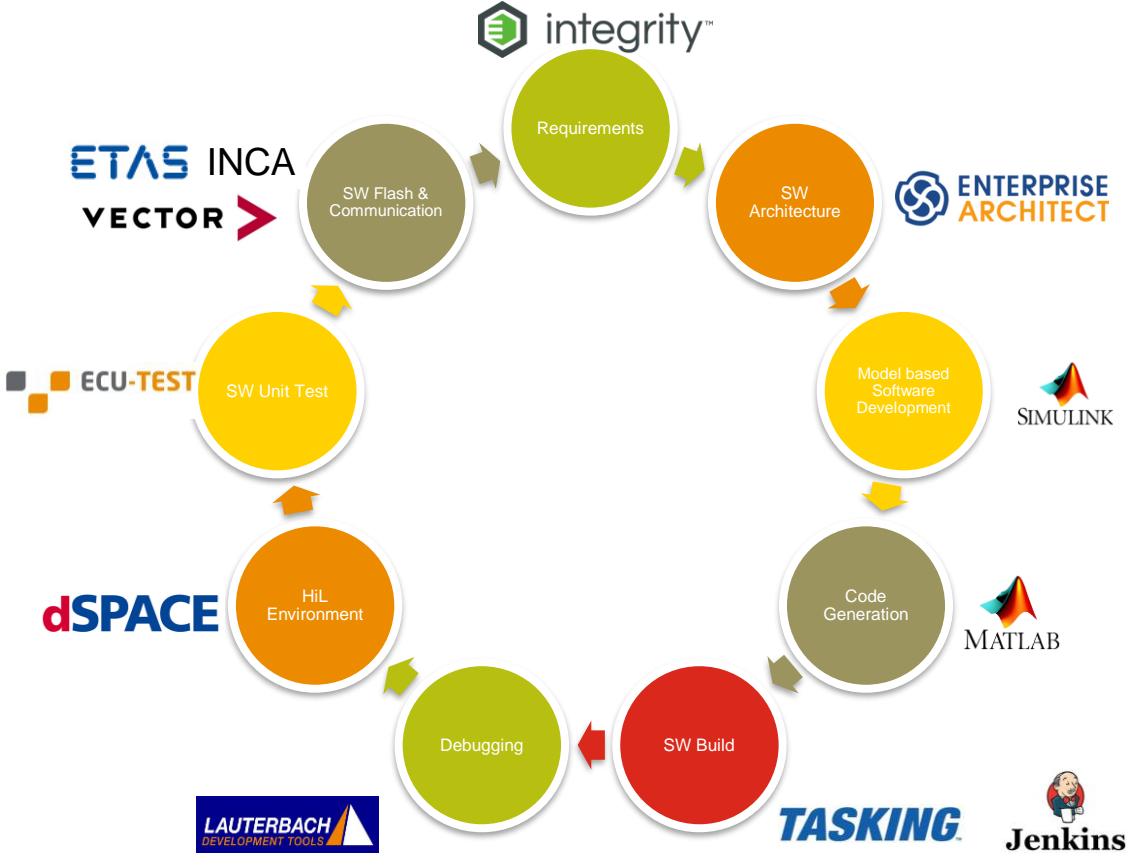 integrity™
Requirements
SW
Architecture
ENTERPRISE
ARCHITECT
Model based
Software
Development
SIMULINK
Code
Generation
MATLAB
SW Build
TASKING
Jenkins
Debugging
LAUTERBACH
DEVELOPMENT TOOLS
HiL
Environment
dSPACE
SW Unit Test
ECU-TEST
SW Flash &
Communication
ETAS INCA
VECTOR